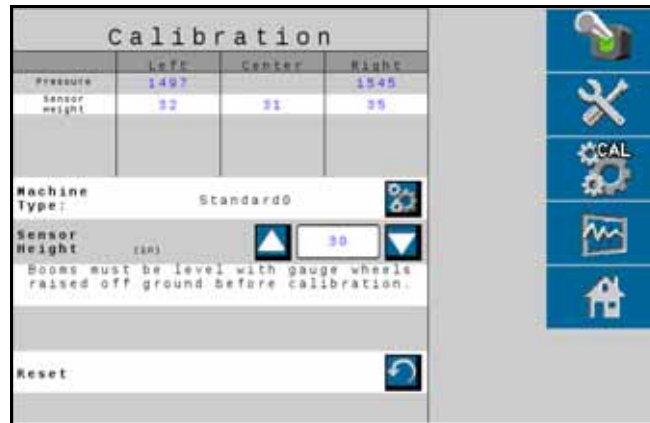 Calibration
Left Center Right
Pressure 1497 1545
Sensor Height 32 31 35
Machine Type: Standard0
Sensor Height (in) 30
Booms must be level with gauge wheels
raised off ground before calibration.
Reset
CAL